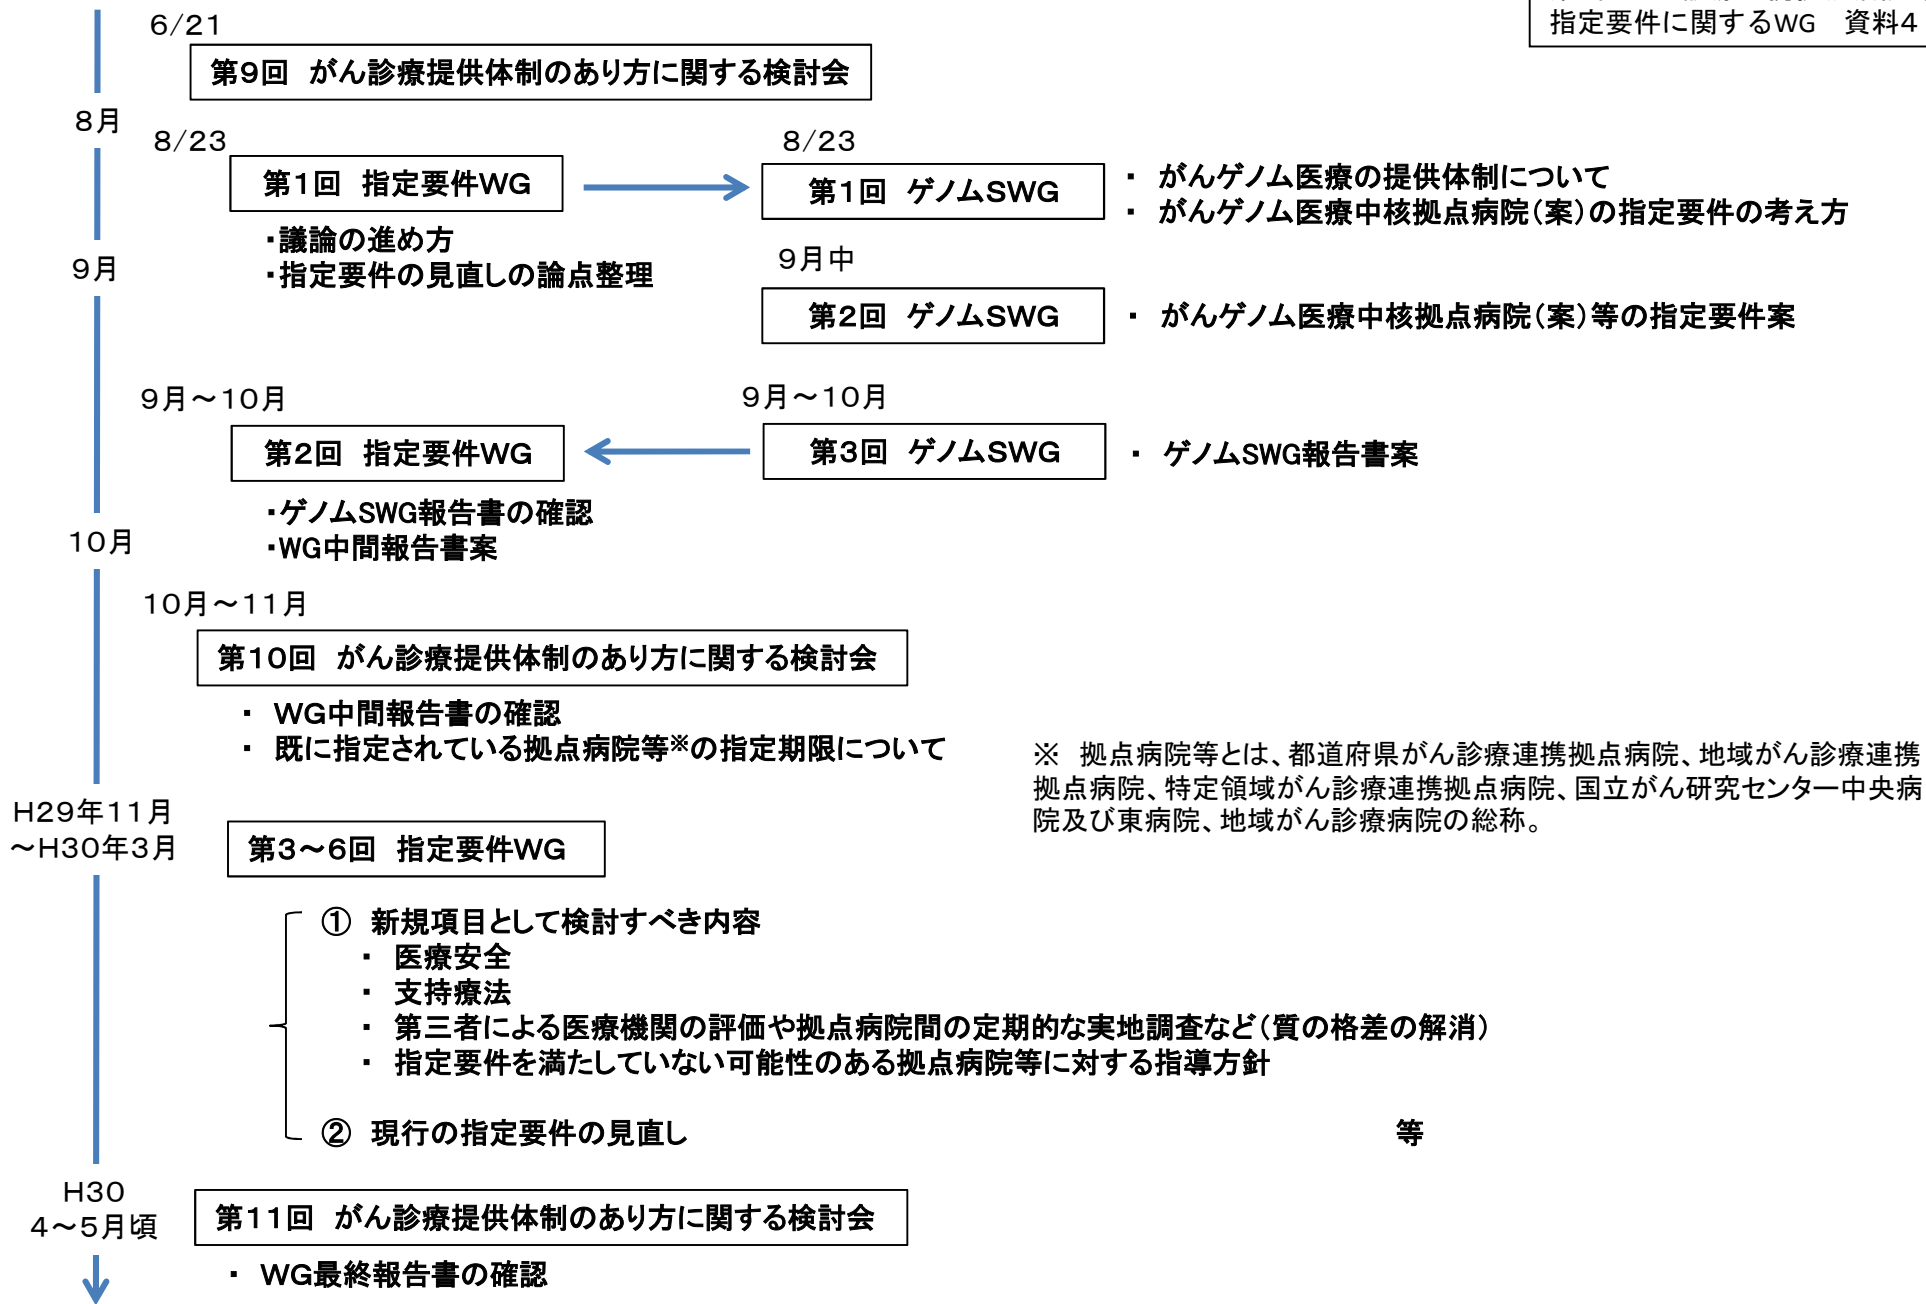 指定要件に関するWG　資料４
6/21
第９回　がん診療提供体制のあり方に関する検討会
８月
8/23
第１回　指定要件WG
・議論の進め方
・指定要件の見直しの論点整理
8/23
第１回　ゲノムSWG
・　がんゲノム医療の提供体制について
・　がんゲノム医療中核拠点病院（案）の指定要件の考え方
９月
９月中
第２回　ゲノムSWG
・　がんゲノム医療中核拠点病院（案）等の指定要件案
９月～１０月
第２回　指定要件WG
・ゲノムSWG報告書の確認
・WG中間報告書案
９月～１０月
第３回　ゲノムSWG
・　ゲノムSWG報告書案
１０月
１０月～１１月
第１０回　がん診療提供体制のあり方に関する検討会
・　WG中間報告書の確認
・　既に指定されている拠点病院等※の指定期限について
※　拠点病院等とは、都道府県がん診療連携拠点病院、地域がん診療連携
拠点病院、特定領域がん診療連携拠点病院、国立がん研究センター中央病
院及び東病院、地域がん診療病院の総称。
H29年１１月
～H30年３月
第３～６回　指定要件WG
①　新規項目として検討すべき内容
・　医療安全
・　支持療法
・　第三者による医療機関の評価や拠点病院間の定期的な実地調査など（質の格差の解消）
・　指定要件を満たしていない可能性のある拠点病院等に対する指導方針
②　現行の指定要件の見直し　等
H30
４～５月頃
第１１回　がん診療提供体制のあり方に関する検討会
・　WG最終報告書の確認